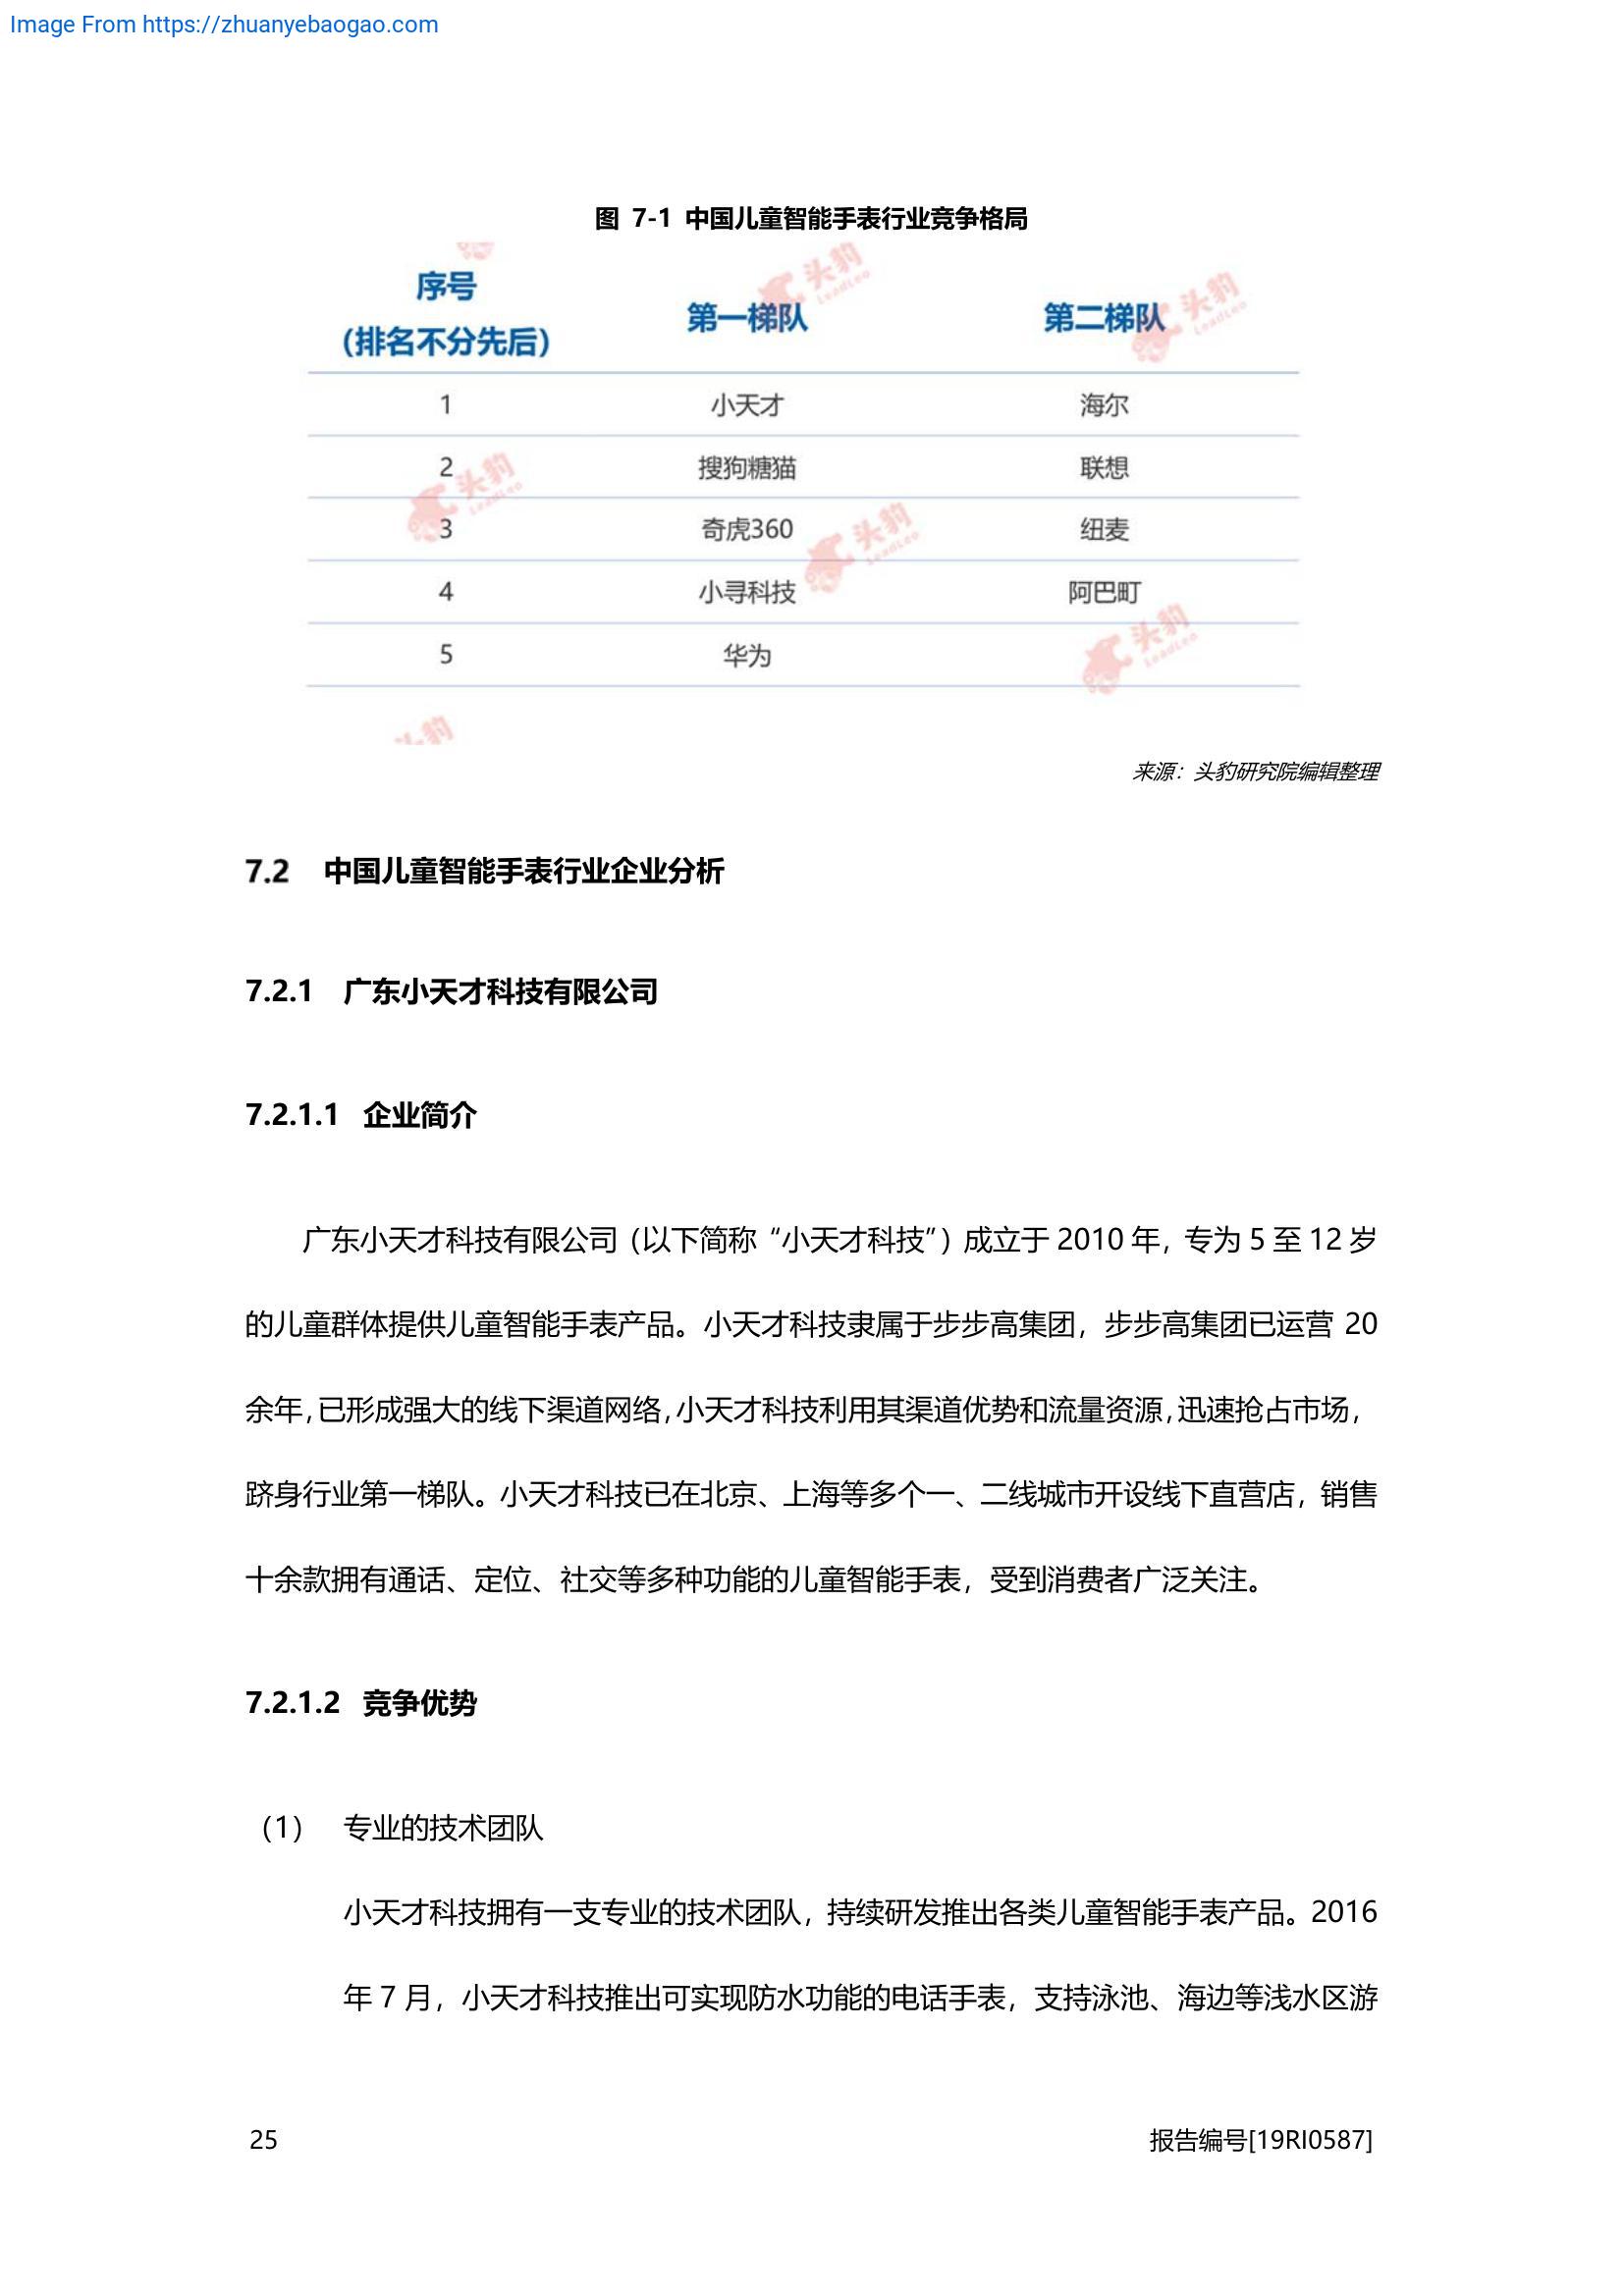 Image From https://zhuanyebaogao.com
图 7-1 中国儿童智能手表行业竞争格局
序号
（排名不分先后）
第一梯队
第二梯队
1 小天才 海尔
2 搜狗糖猫 联想
3 奇虎360 纽麦
4 小寻科技 阿巴町
5 华为
头豹
LeadLeo
头豹
LeadLeo
头豹
LeadLeo
头豹
LeadLeo
头豹
LeadLeo
头豹
来源：头豹研究院编辑整理
7.2 中国儿童智能手表行业企业分析
7.2.1 广东小天才科技有限公司
7.2.1.1 企业简介
广东小天才科技有限公司（以下简称“小天才科技”）成立于 2010 年，专为 5 至 12 岁
的儿童群体提供儿童智能手表产品。小天才科技隶属于步步高集团，步步高集团已运营 20
余年，已形成强大的线下渠道网络，小天才科技利用其渠道优势和流量资源，迅速抢占市场，
跻身行业第一梯队。小天才科技已在北京、上海等多个一、二线城市开设线下直营店，销售
十余款拥有通话、定位、社交等多种功能的儿童智能手表，受到消费者广泛关注。
7.2.1.2 竞争优势
（1） 专业的技术团队
小天才科技拥有一支专业的技术团队，持续研发推出各类儿童智能手表产品。2016
年 7 月，小天才科技推出可实现防水功能的电话手表，支持泳池、海边等浅水区游
25 报告编号[19RI0587]